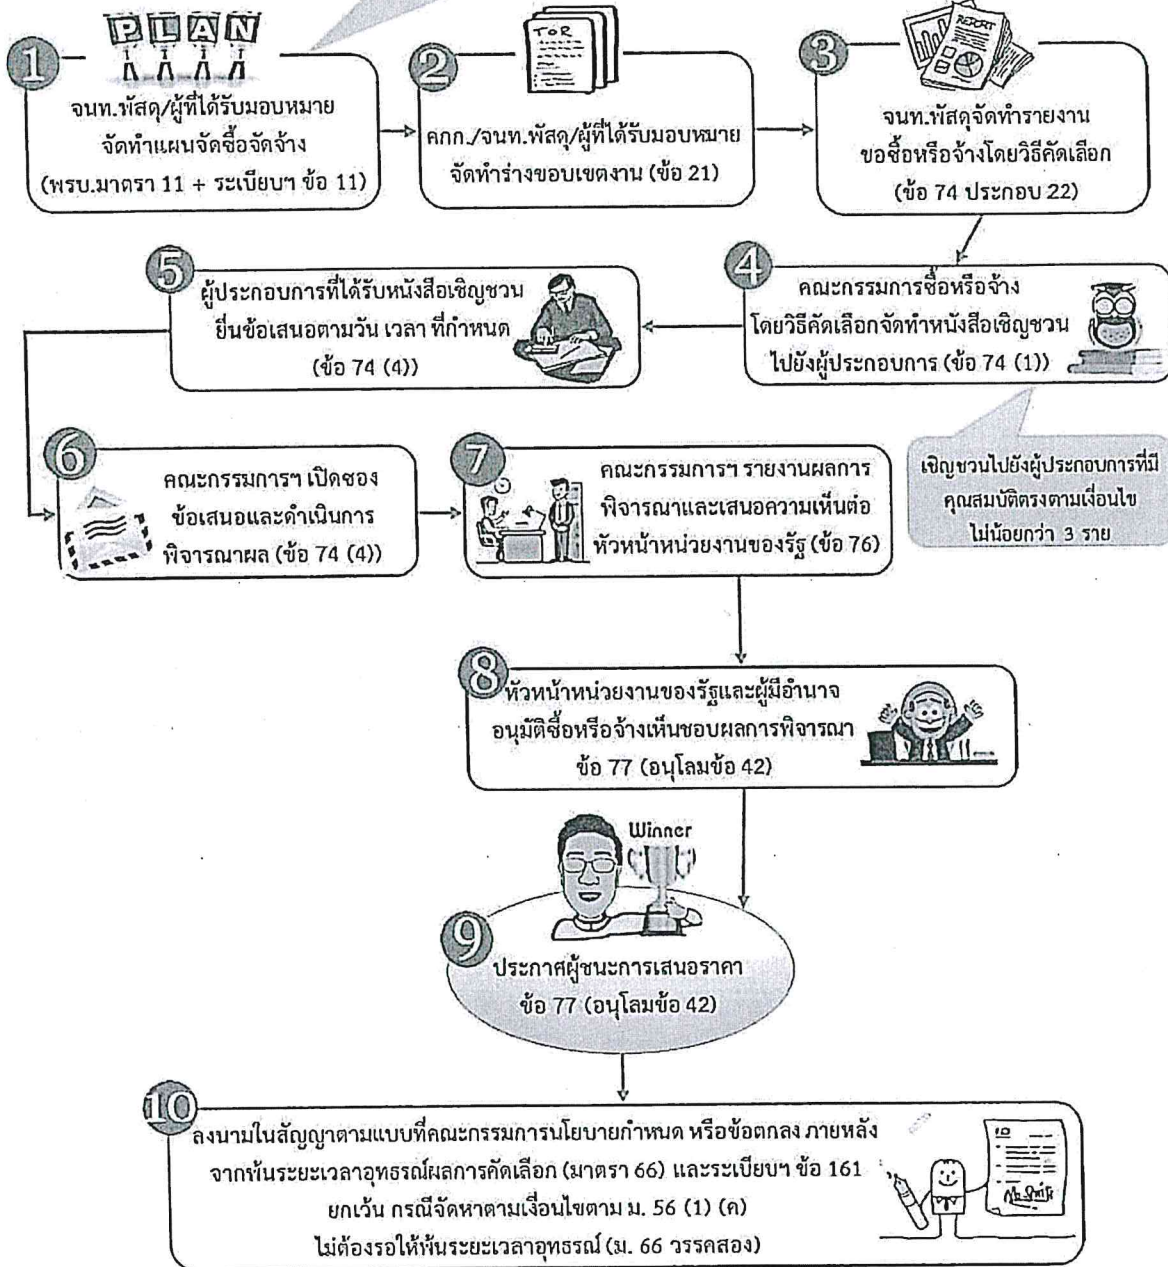 PLAN
1
จนท.พัสดุ/ผู้ที่ได้รับมอบหมาย
จัดทำแผนจัดซื้อจัดจ้าง
(พรบ.มาตรา 11 + ระเบียบฯ ข้อ 11)
TOR
2
คกก./จนท.พัสดุ/ผู้ที่ได้รับมอบหมาย
จัดทำร่างขอบเขตงาน (ข้อ 21)
REPORT
3
จนท.พัสดุจัดทำรายงาน
ขอซื้อหรือจ้างโดยวิธีคัดเลือก
(ข้อ 74 ประกอบ 22)
4
คณะกรรมการซื้อหรือจ้าง
โดยวิธีคัดเลือกจัดทำหนังสือเชิญชวน
ไปยังผู้ประกอบการ (ข้อ 74 (1))
เชิญชวนไปยังผู้ประกอบการที่มี
คุณสมบัติตรงตามเงื่อนไข
ไม่น้อยกว่า 3 ราย
5
ผู้ประกอบการที่ได้รับหนังสือเชิญชวน
ยื่นข้อเสนอตามวัน เวลา ที่กำหนด
(ข้อ 74 (4))
6
คณะกรรมการฯ เปิดซอง
ข้อเสนอและดำเนินการ
พิจารณาผล (ข้อ 74 (4))
7
คณะกรรมการฯ รายงานผลการ
พิจารณาและเสนอความเห็นต่อ
หัวหน้าหน่วยงานของรัฐ (ข้อ 76)
8
หัวหน้าหน่วยงานของรัฐและผู้มีอำนาจ
อนุมัติซื้อหรือจ้างเห็นชอบผลการพิจารณา
ข้อ 77 (อนุโลมข้อ 42)
Winner
9
ประกาศผู้ชนะการเสนอราคา
ข้อ 77 (อนุโลมข้อ 42)
10
ลงนามในสัญญาตามแบบที่คณะกรรมการนโยบายกำหนด หรือข้อตกลง ภายหลัง
จากพ้นระยะเวลาอุทธรณ์ผลการคัดเลือก (มาตรา 66) และระเบียบฯ ข้อ 161
ยกเว้น กรณีจัดหาตามเงื่อนไขตาม ม. 56 (1) (ค)
ไม่ต้องรอให้พ้นระยะเวลาอุทธรณ์ (ม. 66 วรรคสอง)